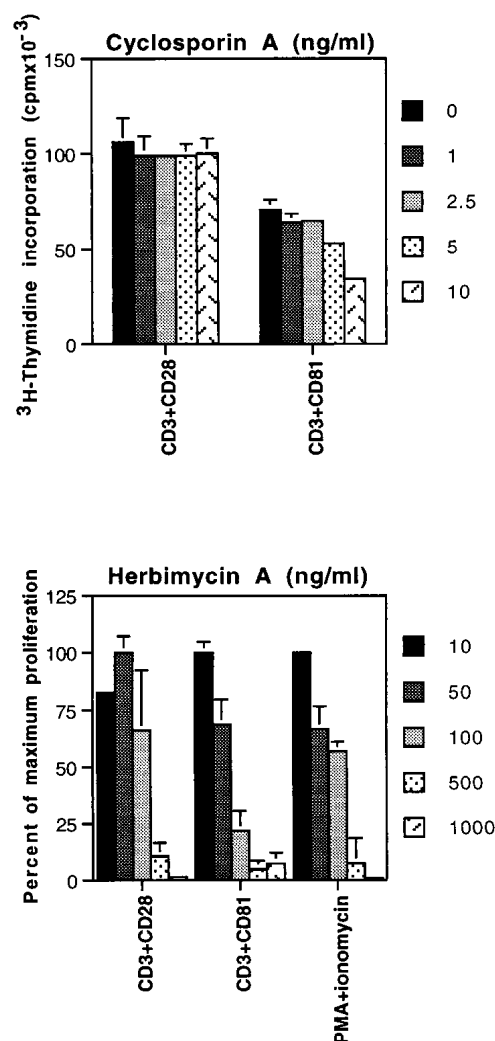 Cyclosporin A (ng/ml)
³H-Thymidine incorporation (cpmx10⁻³)
150
100
50
0
CD3+CD28
CD3+CD81
0
1
2.5
5
10
Herbimycin A (ng/ml)
Percent of maximum proliferation
125
100
75
50
25
0
CD3+CD28
CD3+CD81
PMA+ionomycin
10
50
100
500
1000